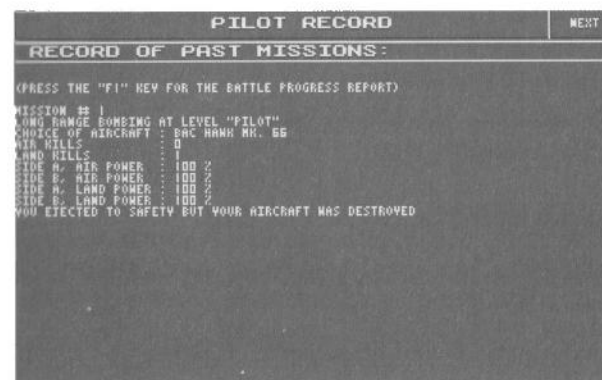 PILOT RECORD
NEXT
RECORD OF PAST MISSIONS:
(PRESS THE "F1" KEY FOR THE BATTLE PROGRESS REPORT)
MISSION # 1
LONG RANGE BOMBING AT LEVEL "PILOT"
CHOICE OF AIRCRAFT : BAC HAWK MK. 66
AIR KILLS : 0
LAND KILLS : 1
SIDE A, AIR POWER : 100 %
SIDE B, AIR POWER : 100 %
SIDE A, LAND POWER : 100 %
SIDE B, LAND POWER : 100 %
YOU EJECTED TO SAFETY BUT YOUR AIRCRAFT WAS DESTROYED